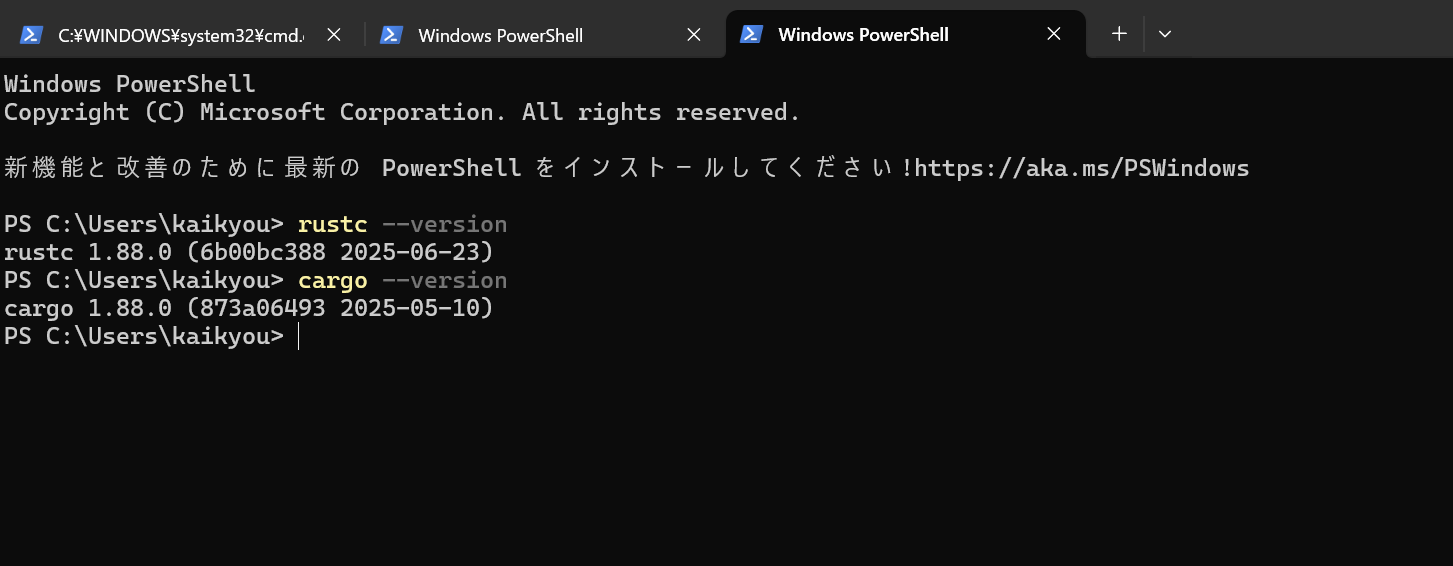 C:¥WINDOWS¥system32¥cmd.
Windows PowerShell
Windows PowerShell
Windows PowerShell
Copyright (C) Microsoft Corporation. All rights reserved.
新機能と改善のために最新の PowerShell をインストールしてください!https://aka.ms/PSWindows
PS C:\Users\kaikyou> rustc --version
rustc 1.88.0 (6b00bc388 2025-06-23)
PS C:\Users\kaikyou> cargo --version
cargo 1.88.0 (873a06493 2025-05-10)
PS C:\Users\kaikyou>